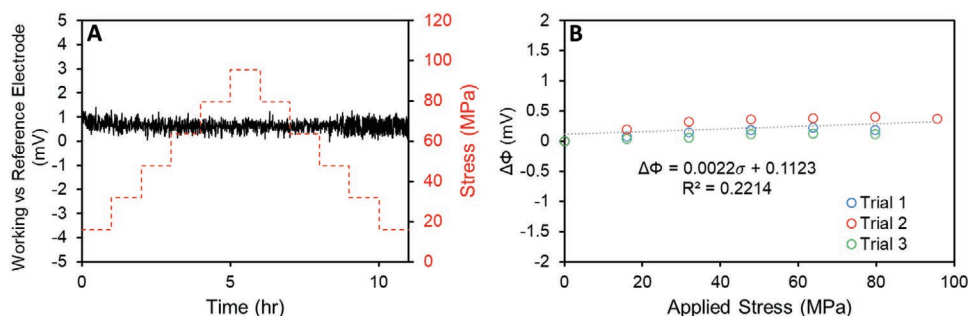 A
Working vs Reference Electrode
(mV)
5
4
3
2
1
0
-1
-2
-3
-4
-5
0
5
10
Time (hr)
120
100
80
60
40
20
0
Stress (MPa)
B
ΔΦ (mV)
2
1.5
1
0.5
0
-0.5
-1
-1.5
-2
ΔΦ = 0.0022σ + 0.1123
R² = 0.2214
Trial 1
Trial 2
Trial 3
0
20
40
60
80
100
Applied Stress (MPa)